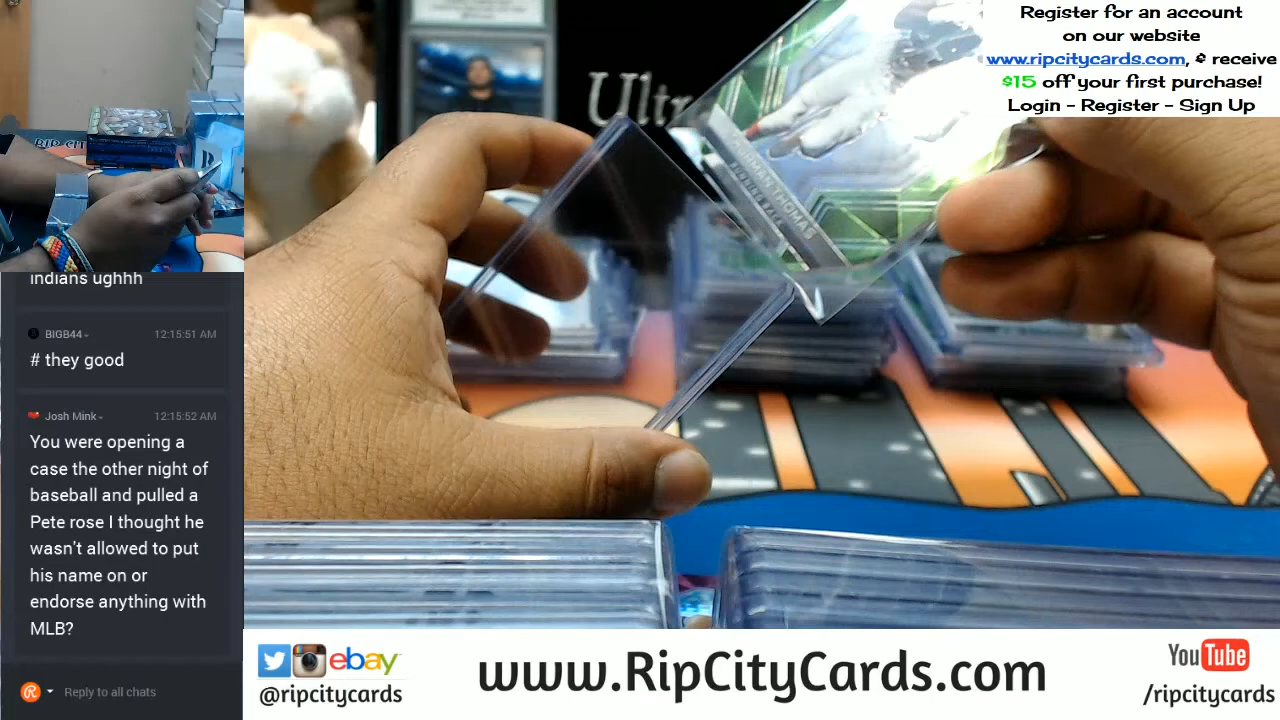 Register for an account
on our website
www.ripcitycards.com, & receive
$15 off your first purchase!
Login - Register - Sign Up
RIP
Ultr
THOMAS
indians ughhh
BIGB44
12:15:51 AM
# they good
Josh Mink
12:15:52 AM
You were opening a
case the other night of
baseball and pulled a
Pete rose I thought he
wasn't allowed to put
his name on or
endorse anything with
MLB?
Reply to all chats
ebay
@ripcitycards
www.RipCityCards.com
YouTube
/ripcitycards